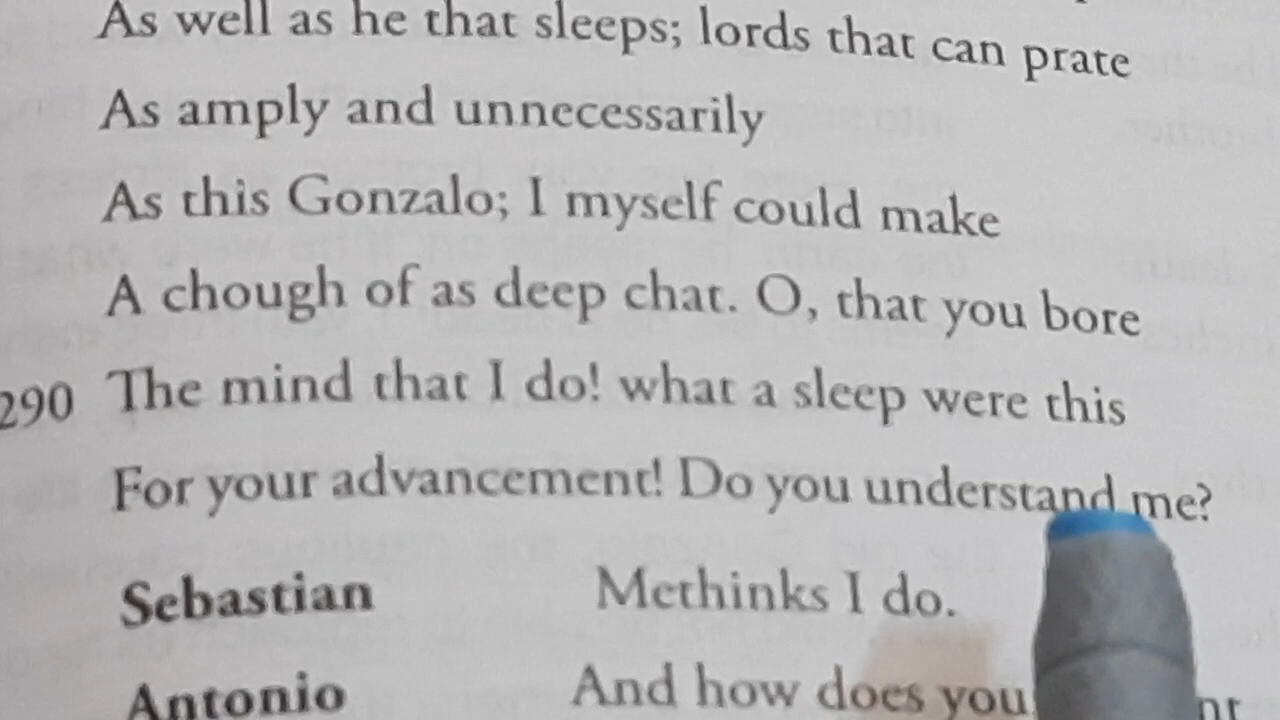 As well as he that sleeps; lords that can prate
As amply and unnecessarily
As this Gonzalo; I myself could make
A chough of as deep chat. O, that you bore
290 The mind that I do! what a sleep were this
For your advancement! Do you understand me?
Sebastian Methinks I do.
Antonio And how does you